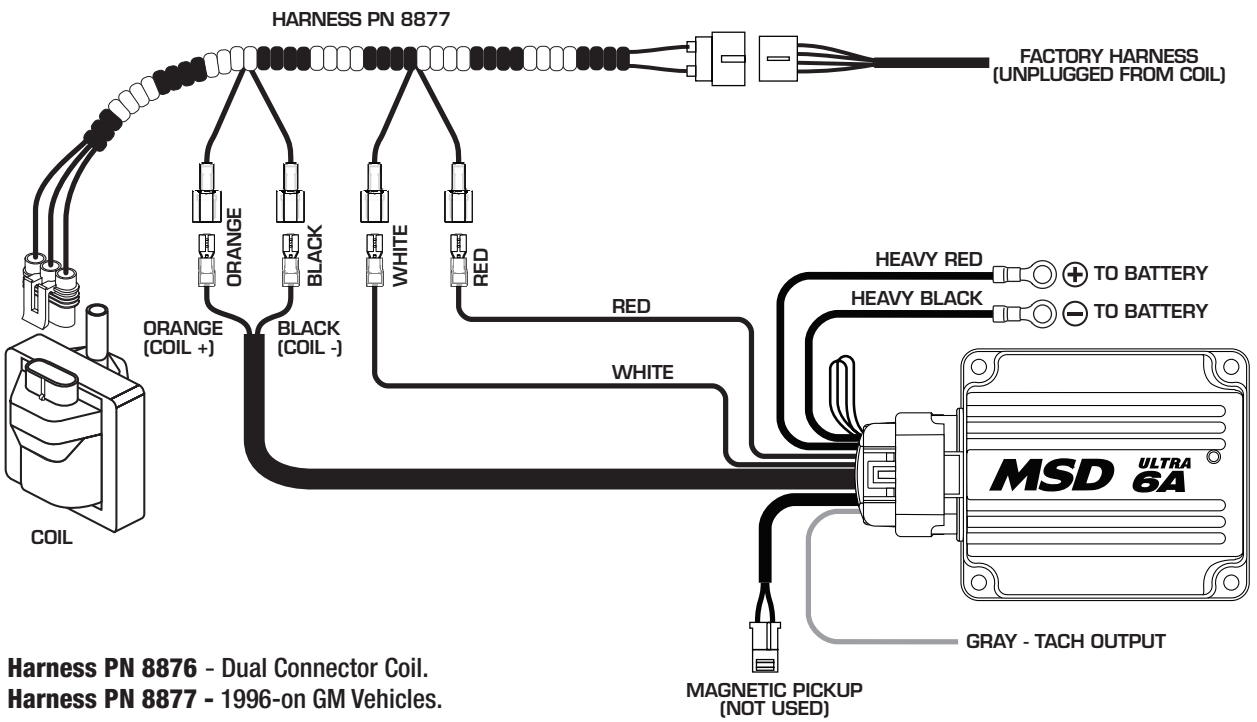 HARNESS PN 8877
FACTORY HARNESS
(UNPLUGGED FROM COIL)
ORANGE
BLACK
WHITE
RED
HEAVY RED
+ TO BATTERY
HEAVY BLACK
- TO BATTERY
ORANGE
(COIL +)
BLACK
(COIL -)
RED
WHITE
MSD ULTRA
6A
COIL
GRAY - TACH OUTPUT
MAGNETIC PICKUP
(NOT USED)
Harness PN 8876 - Dual Connector Coil.
Harness PN 8877 - 1996-on GM Vehicles.